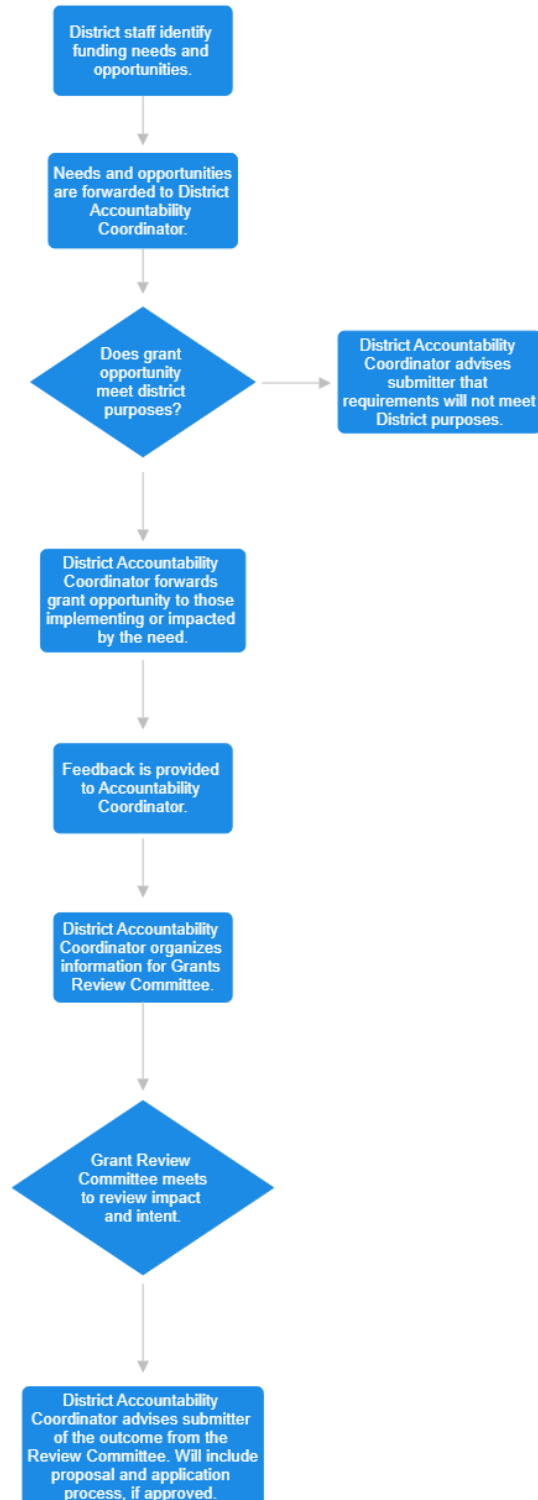 District staff identify
funding needs and
opportunities.
Needs and opportunities
are forwarded to District
Accountability
Coordinator.
Does grant
opportunity
meet district
purposes?
District Accountability
Coordinator advises
submitter that
requirements will not meet
District purposes.
District Accountability
Coordinator forwards
grant opportunity to those
implementing or impacted
by the need.
Feedback is provided
to Accountability
Coordinator.
District Accountability
Coordinator organizes
information for Grants
Review Committee.
Grant Review
Committee meets
to review impact
and intent.
District Accountability
Coordinator advises submitter
of the outcome from the
Review Committee. Will include
proposal and application
process, if approved.